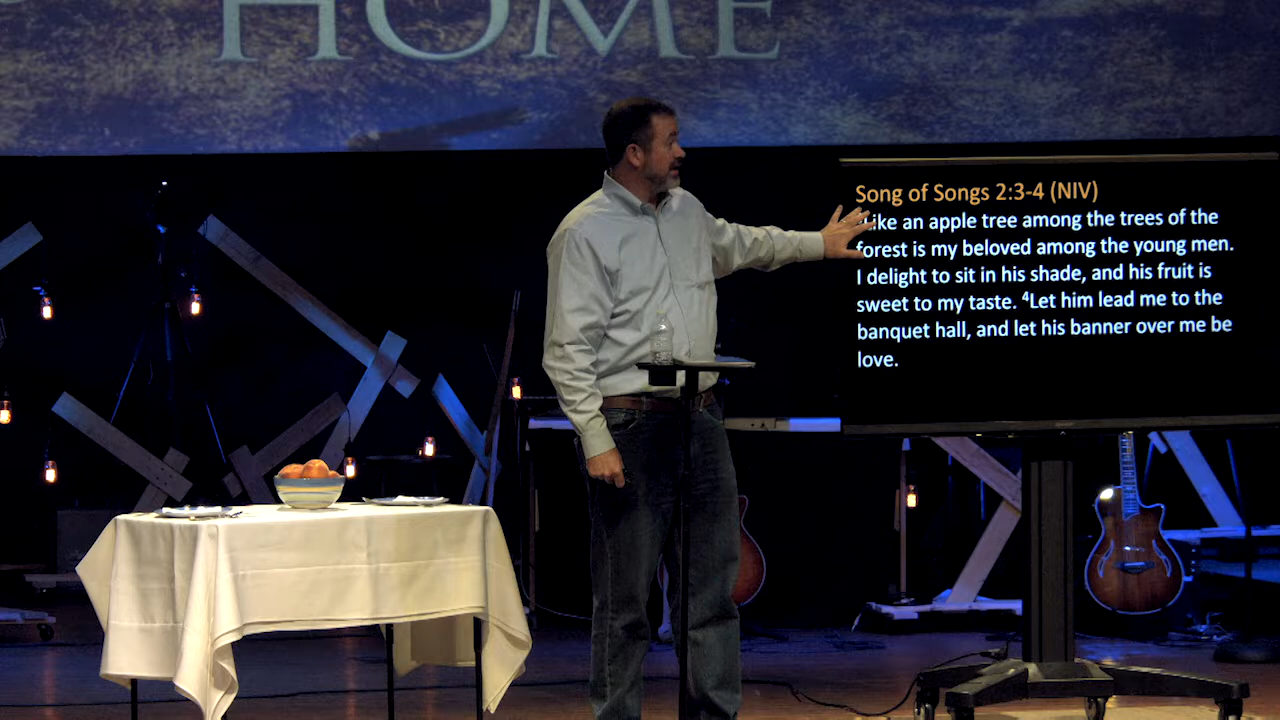 HOME
Song of Songs 2:3-4 (NIV)
Like an apple tree among the trees of the
forest is my beloved among the young men.
I delight to sit in his shade, and his fruit is
sweet to my taste. ⁴Let him lead me to the
banquet hall, and let his banner over me be
love.